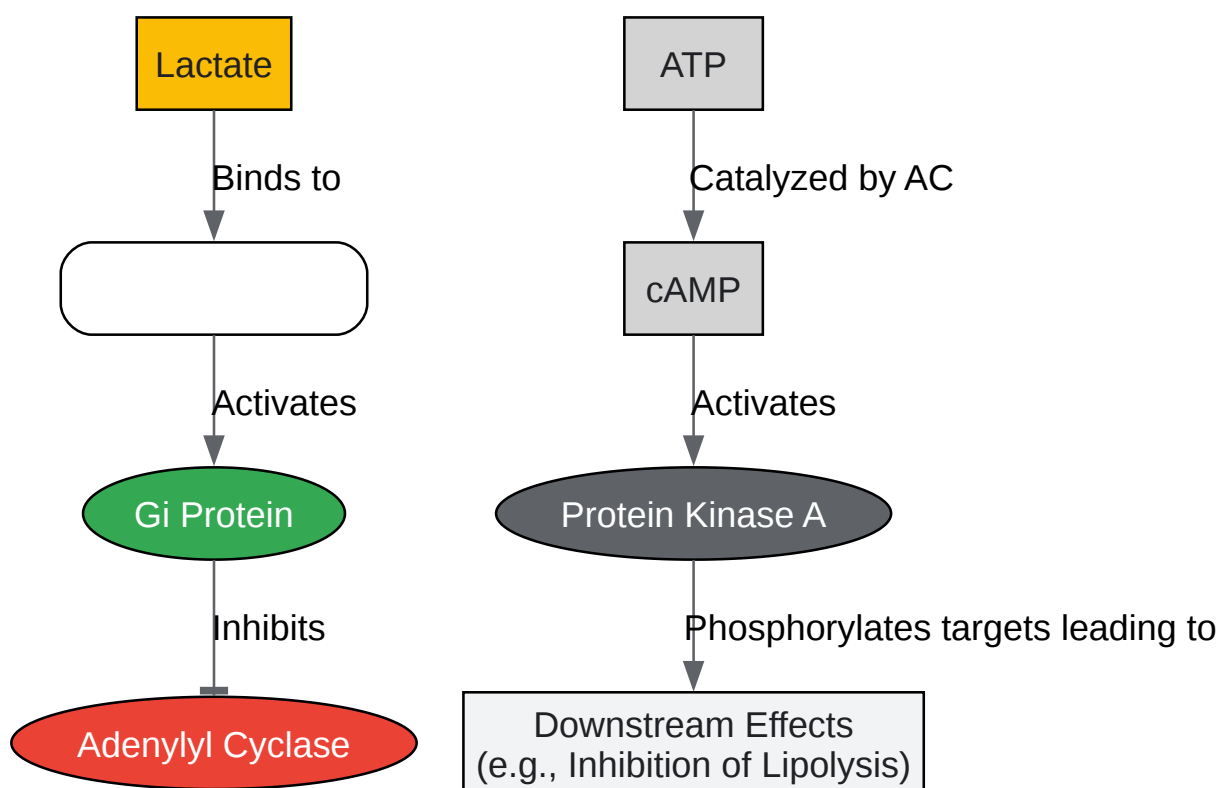 Lactate
Binds to
Activates
Gi Protein
Inhibits
Adenylyl Cyclase
ATP
Catalyzed by AC
cAMP
Activates
Protein Kinase A
Phosphorylates targets leading to
Downstream Effects
(e.g., Inhibition of Lipolysis)